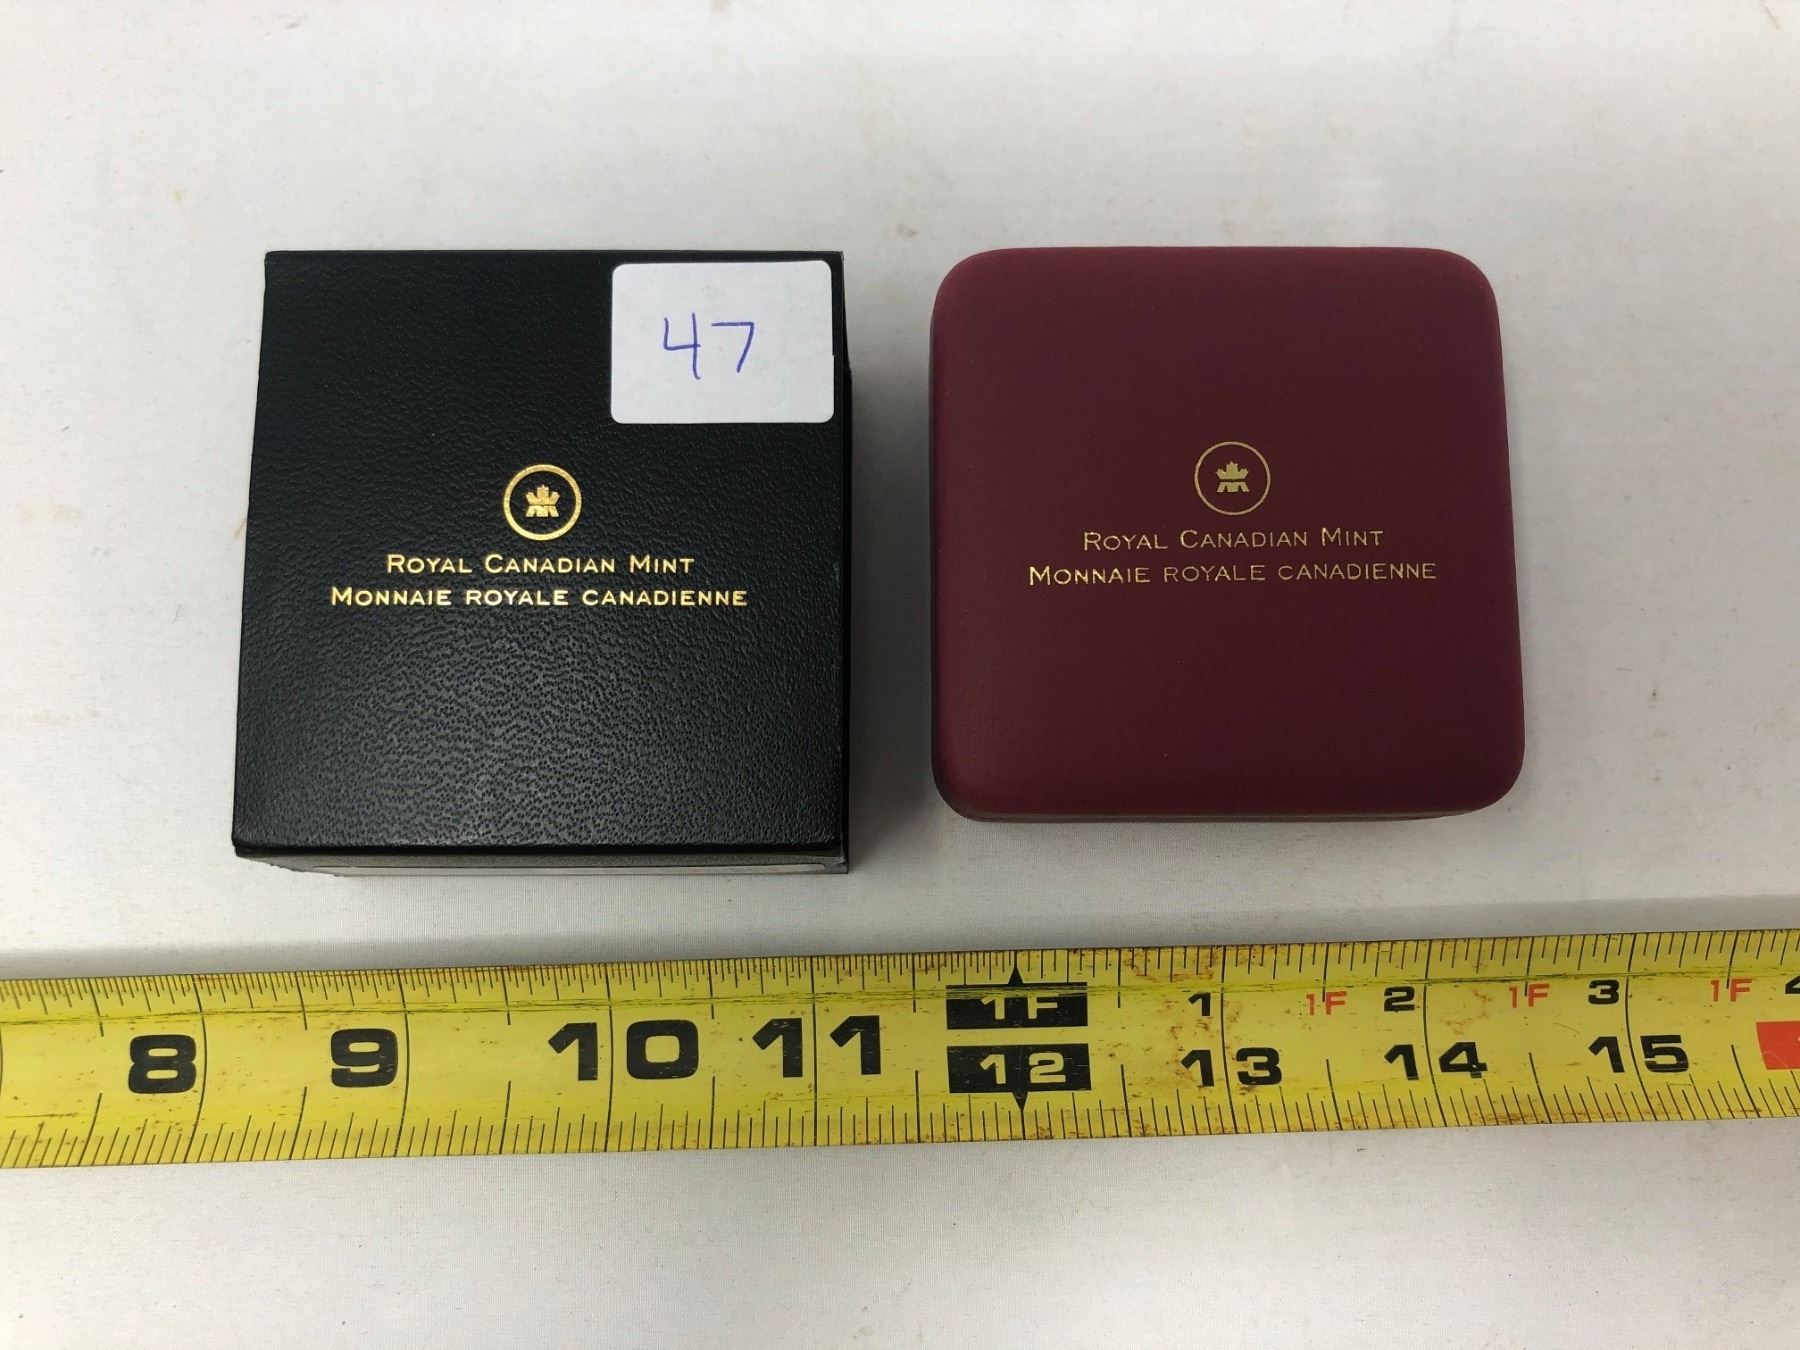 47
ROYAL CANADIAN MINT
MONNAIE ROYALE CANADIENNE
ROYAL CANADIAN MINT
MONNAIE ROYALE CANADIENNE
1F 1 1F 2 1F 3 1F 4
8 9 10 11 12 13 14 15